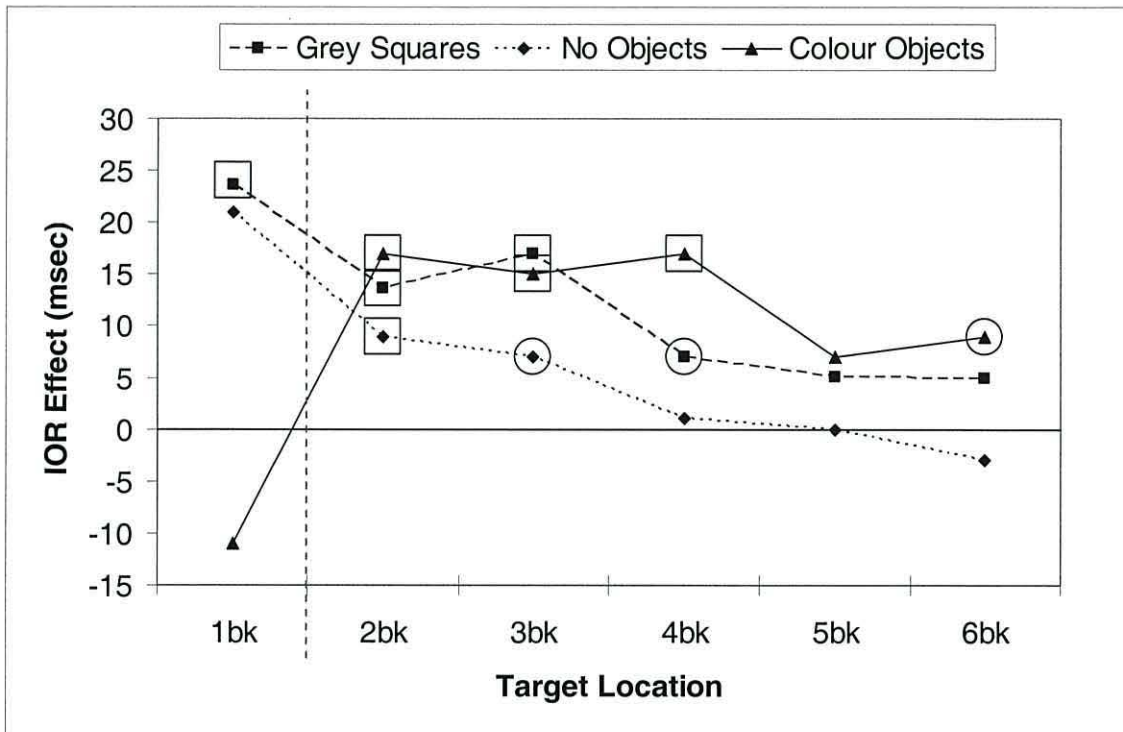 Grey Squares No Objects Colour Objects
30
25
20
15
10
5
0
-5
-10
-15
IOR Effect (msec)
1bk 2bk 3bk 4bk 5bk 6bk
Target Location